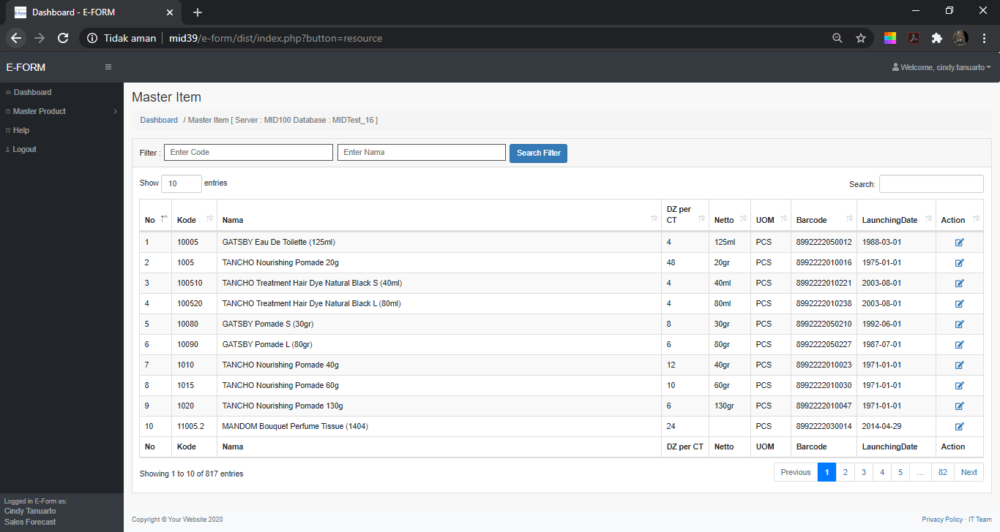 Dashboard - E-FORM
Tidak aman mid39/e-form/dist/index.php?button=resource
E-FORM Welcome, cindy.tanuarto
Dashboard
Master Product
Help
Logout
Master Item
Dashboard / Master Item [ Server : MID100 Database : MIDTest_16 ]
Filter : Enter Code Enter Nama Search Filter
Show 10 entries Search:
No Kode Nama DZ per CT Netto UOM Barcode LaunchingDate Action
1 10005 GATSBY Eau De Toilette (125ml) 4 125ml PCS 8992222050012 1988-03-01
2 1005 TANCHO Nourishing Pomade 20g 48 20gr PCS 8992222010016 1975-01-01
3 100510 TANCHO Treatment Hair Dye Natural Black S (40ml) 4 40ml PCS 8992222010221 2003-08-01
4 100520 TANCHO Treatment Hair Dye Natural Black L (80ml) 4 80ml PCS 8992222010238 2003-08-01
5 10080 GATSBY Pomade S (30gr) 8 30gr PCS 8992222050210 1992-06-01
6 10090 GATSBY Pomade L (80gr) 6 80gr PCS 8992222050227 1987-07-01
7 1010 TANCHO Nourishing Pomade 40g 12 40gr PCS 8992222010023 1971-01-01
8 1015 TANCHO Nourishing Pomade 60g 10 60gr PCS 8992222010030 1971-01-01
9 1020 TANCHO Nourishing Pomade 130g 6 130gr PCS 8992222010047 1971-01-01
10 11005.2 MANDOM Bouquet Perfume Tissue (1404) 24 PCS 8992222030014 2014-04-29
No Kode Nama DZ per CT Netto UOM Barcode LaunchingDate Action
Showing 1 to 10 of 817 entries Previous 1 2 3 4 5 … 82 Next
Logged in E-Form as:
Cindy Tanuarto
Sales Forecast
Copyright © Your Website 2020 Privacy Policy · IT Team